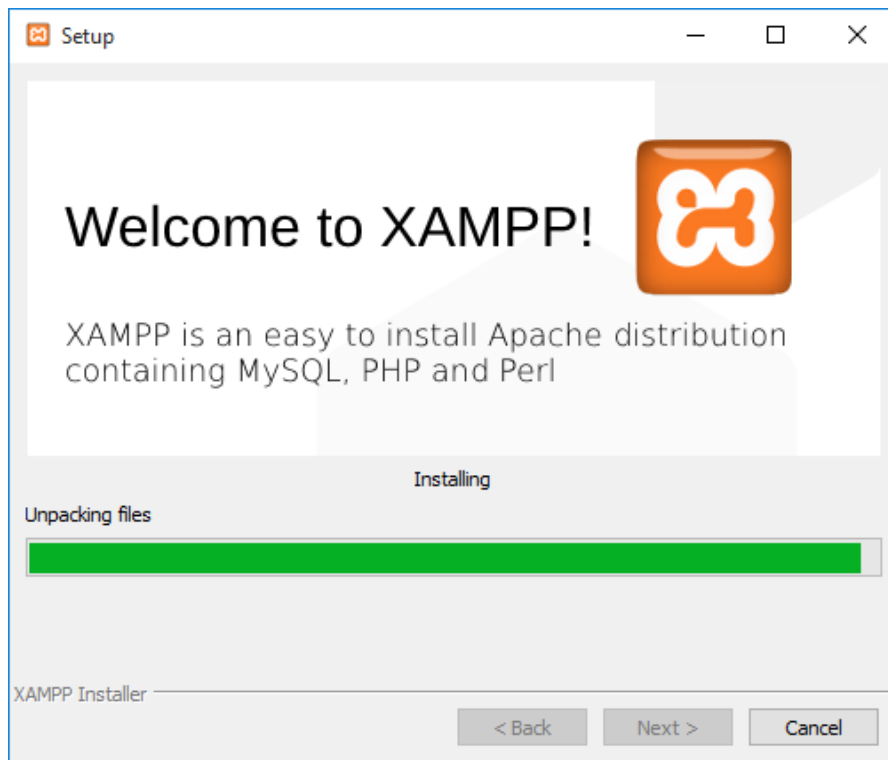 Setup
Welcome to XAMPP!
XAMPP is an easy to install Apache distribution
containing MySQL, PHP and Perl
Installing
Unpacking files
XAMPP Installer
< Back
Next >
Cancel